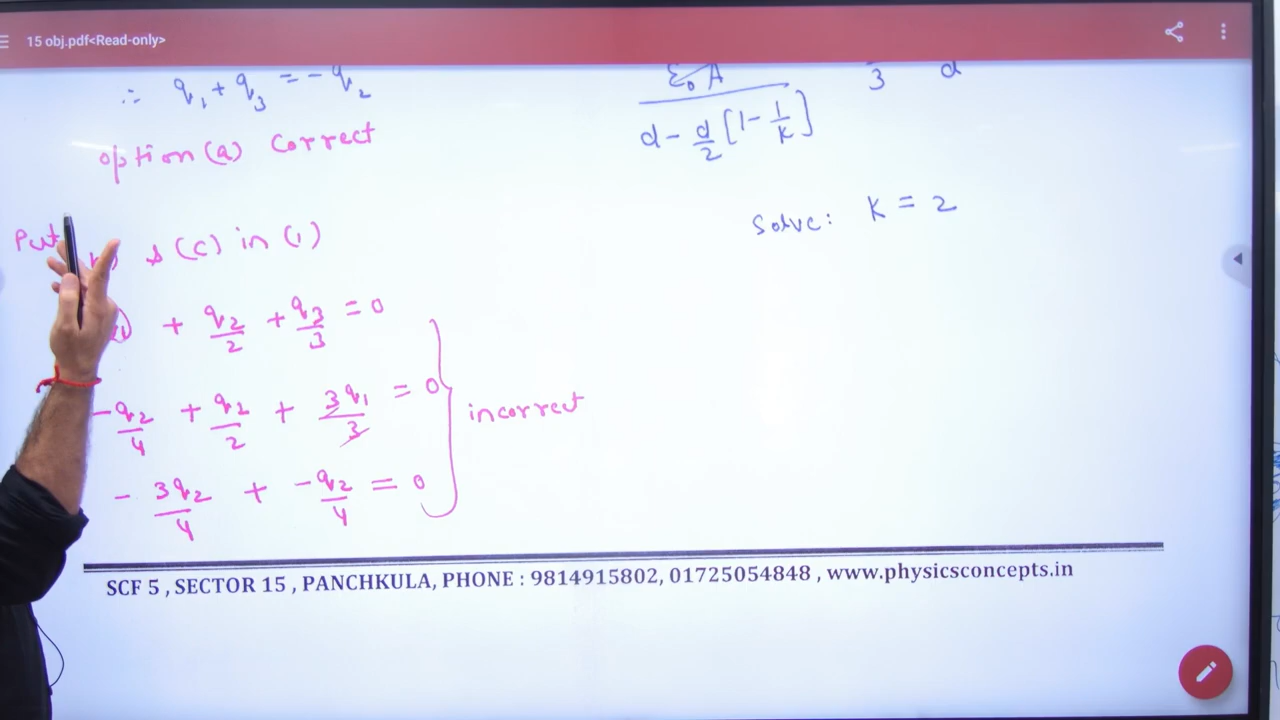 15 obj.pdf<Read-only>
∴ q₁ + q₃ = - q₂
option (a) correct
Put & (c) in (1)
+ q₂/2 + q₃/3 = 0
- q₂/4 + q₂/2 + 3q₁/3 = 0
- 3q₂/4 + - q₂/4 = 0
incorrect
ε₀A / d - d/2 [1 - 1/k]
3 d
Solve: K = 2
SCF 5 , SECTOR 15 , PANCHKULA, PHONE : 9814915802, 01725054848 , www.physicsconcepts.in